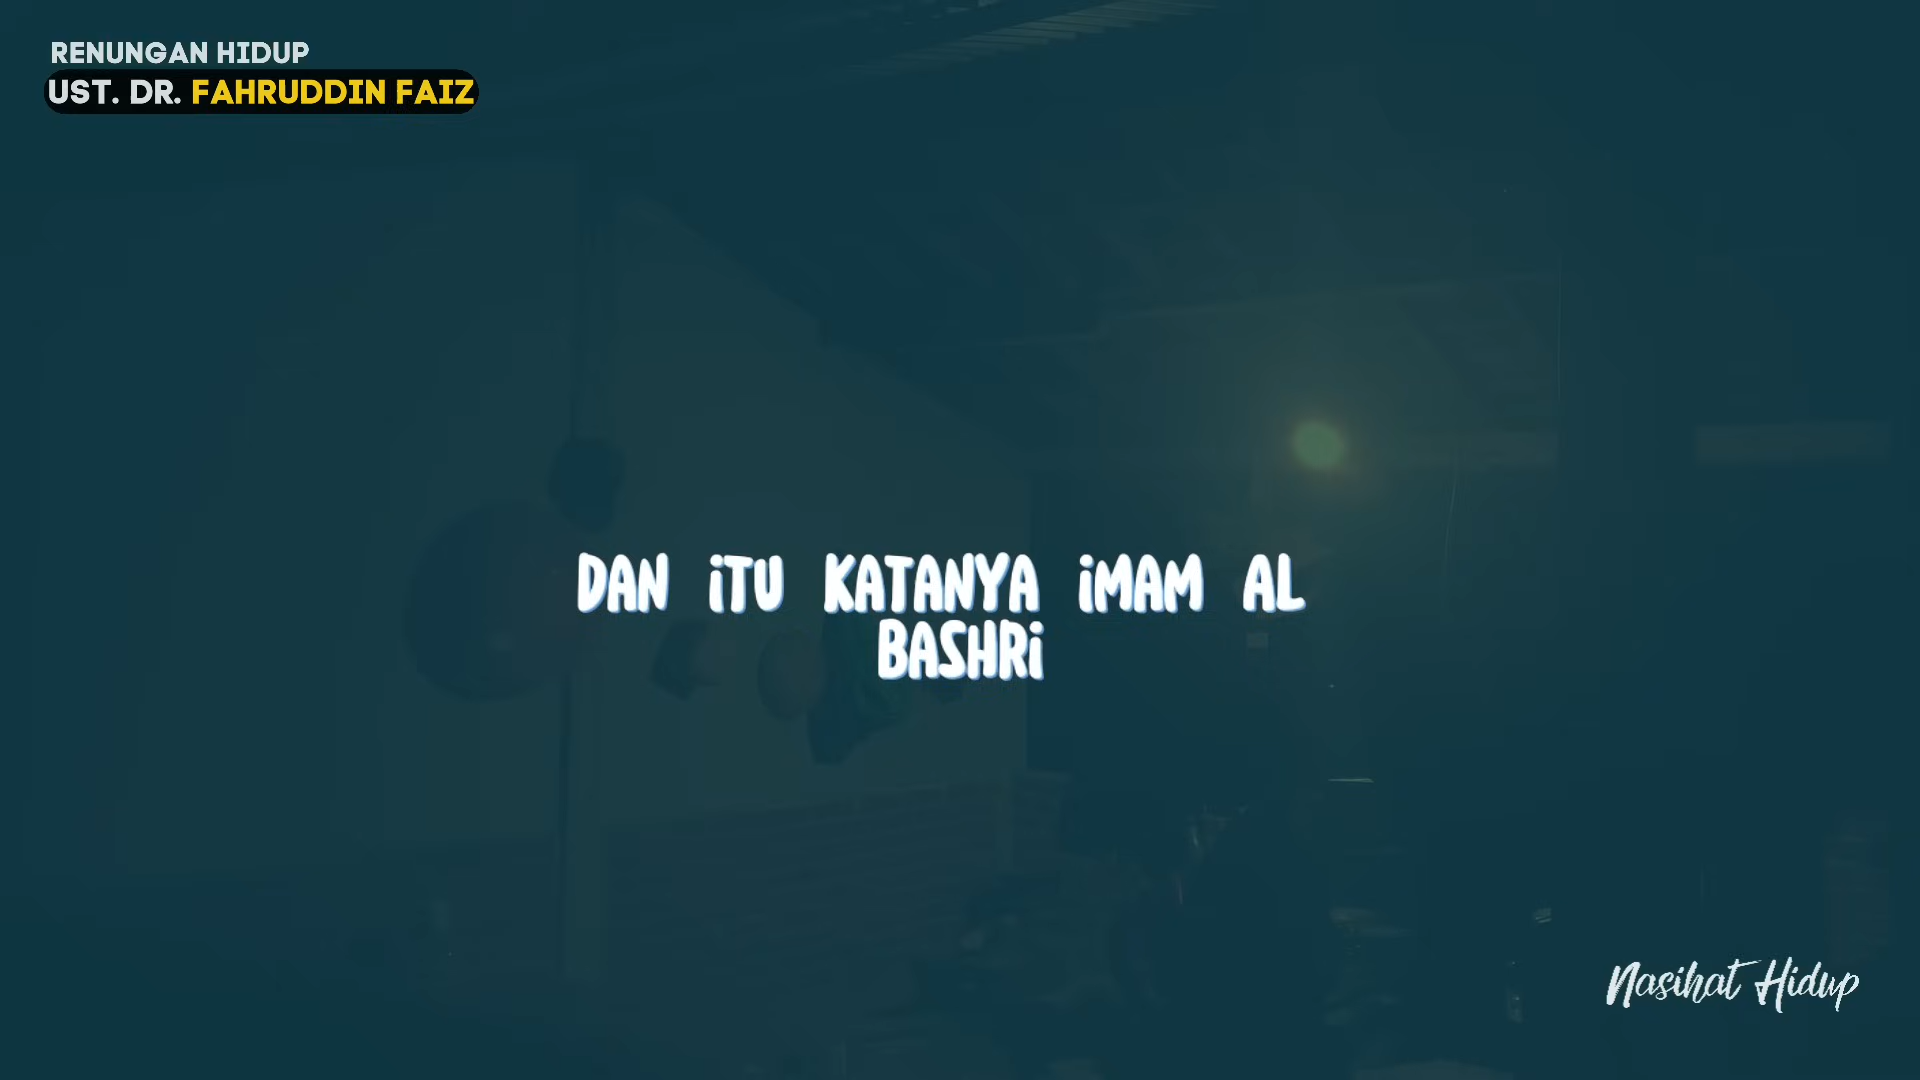 RENUNGAN HIDUP
UST. DR. FAHRUDDIN FAIZ
DAN iTU KATANYA iMAM AL
BASHRi
Nasihat Hidup